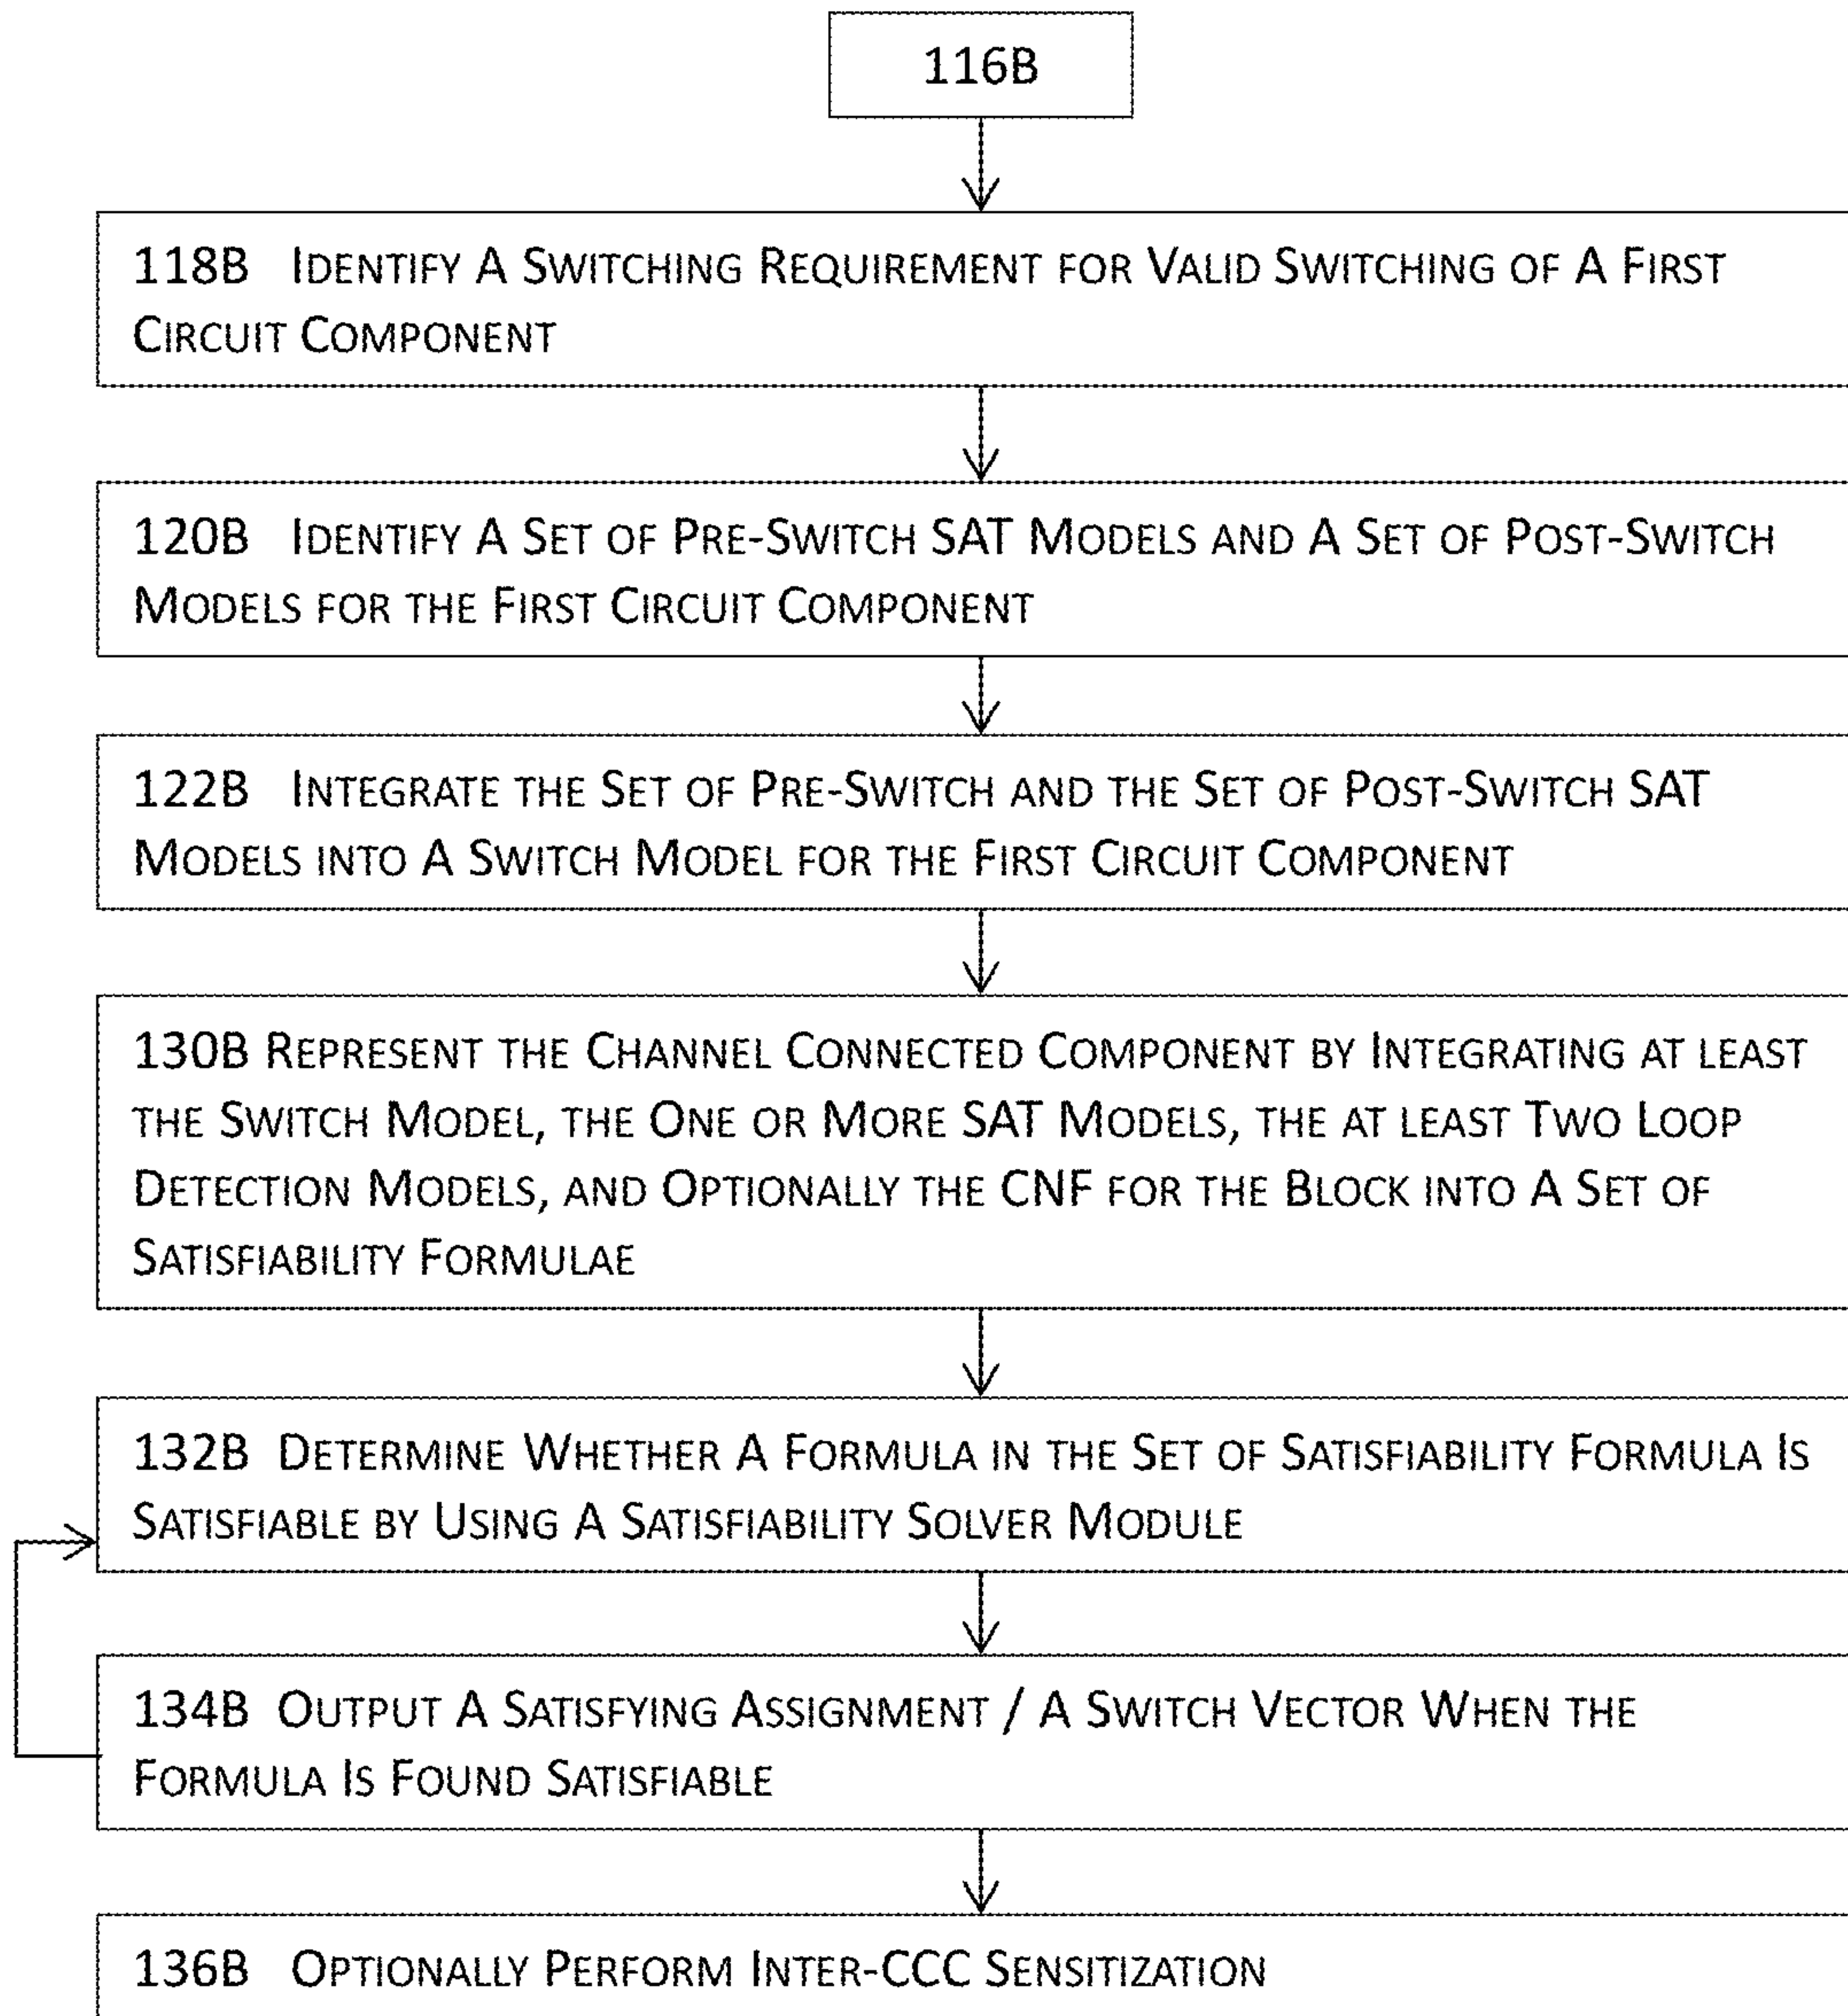 116B
118B IDENTIFY A SWITCHING REQUIREMENT FOR VALID SWITCHING OF A FIRST
CIRCUIT COMPONENT
120B IDENTIFY A SET OF PRE-SWITCH SAT MODELS AND A SET OF POST-SWITCH
MODELS FOR THE FIRST CIRCUIT COMPONENT
122B INTEGRATE THE SET OF PRE-SWITCH AND THE SET OF POST-SWITCH SAT
MODELS INTO A SWITCH MODEL FOR THE FIRST CIRCUIT COMPONENT
130B REPRESENT THE CHANNEL CONNECTED COMPONENT BY INTEGRATING AT LEAST
THE SWITCH MODEL, THE ONE OR MORE SAT MODELS, THE AT LEAST TWO LOOP
DETECTION MODELS, AND OPTIONALLY THE CNF FOR THE BLOCK INTO A SET OF
SATISFIABILITY FORMULAE
132B DETERMINE WHETHER A FORMULA IN THE SET OF SATISFIABILITY FORMULA IS
SATISFIABLE BY USING A SATISFIABILITY SOLVER MODULE
134B OUTPUT A SATISFYING ASSIGNMENT / A SWITCH VECTOR WHEN THE
FORMULA IS FOUND SATISFIABLE
136B OPTIONALLY PERFORM INTER-CCC SENSITIZATION